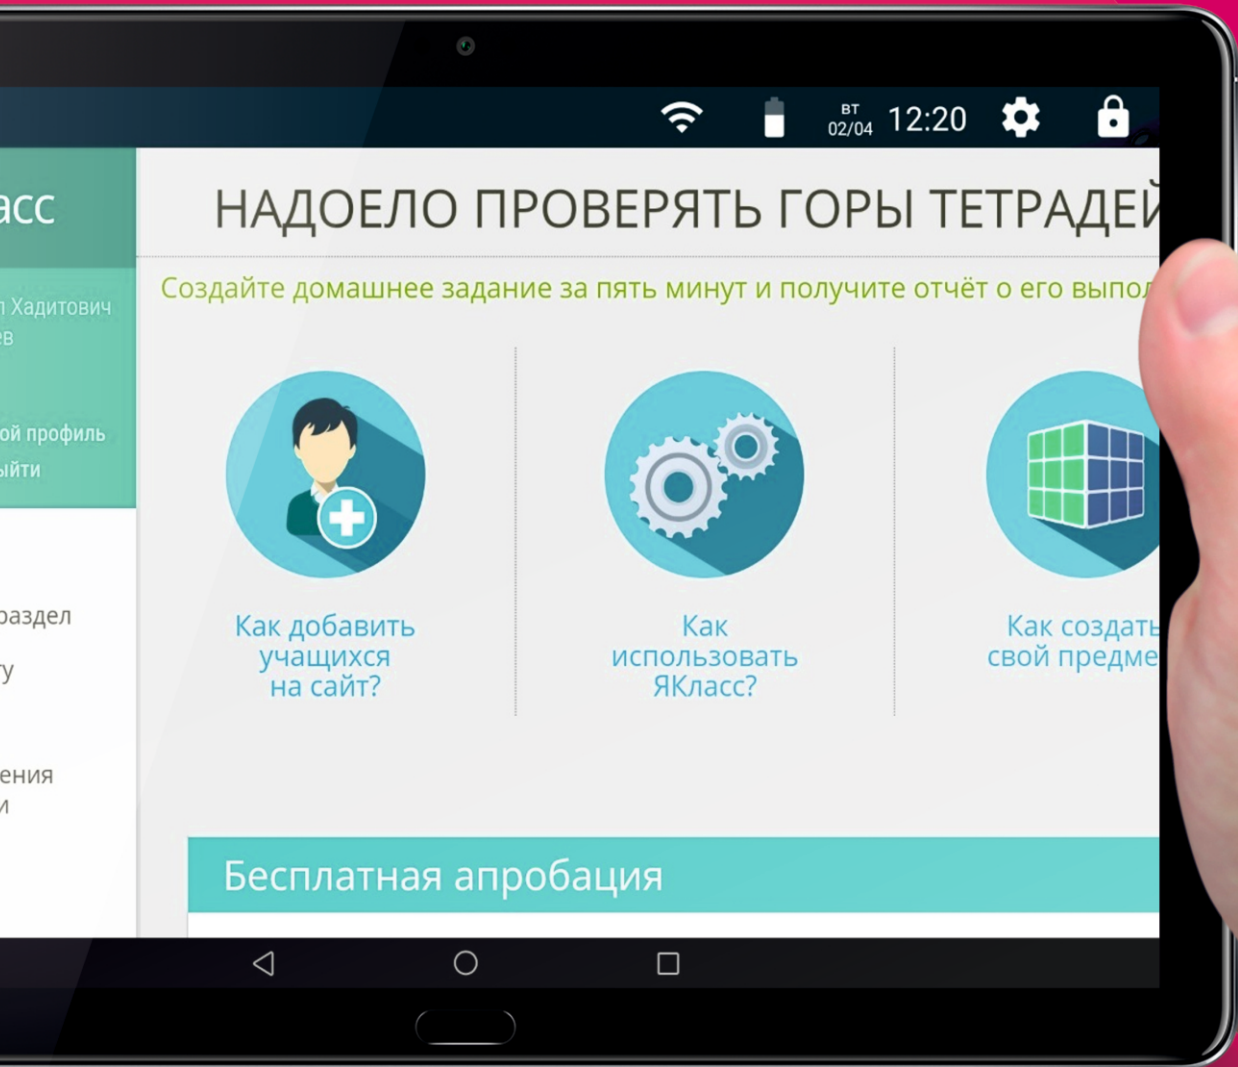 ВТ
02/04
12:20
асс
НАДОЕЛО ПРОВЕРЯТЬ ГОРЫ ТЕТРАДЕЙ
Создайте домашнее задание за пять минут и получите отчёт о его выпол
Хадитович
ев
ой профиль
ыйти
раздел
ту
ения
и
Как добавить
учащихся
на сайт?
Как
использовать
ЯКласс?
Как создать
свой предме
Бесплатная апробация